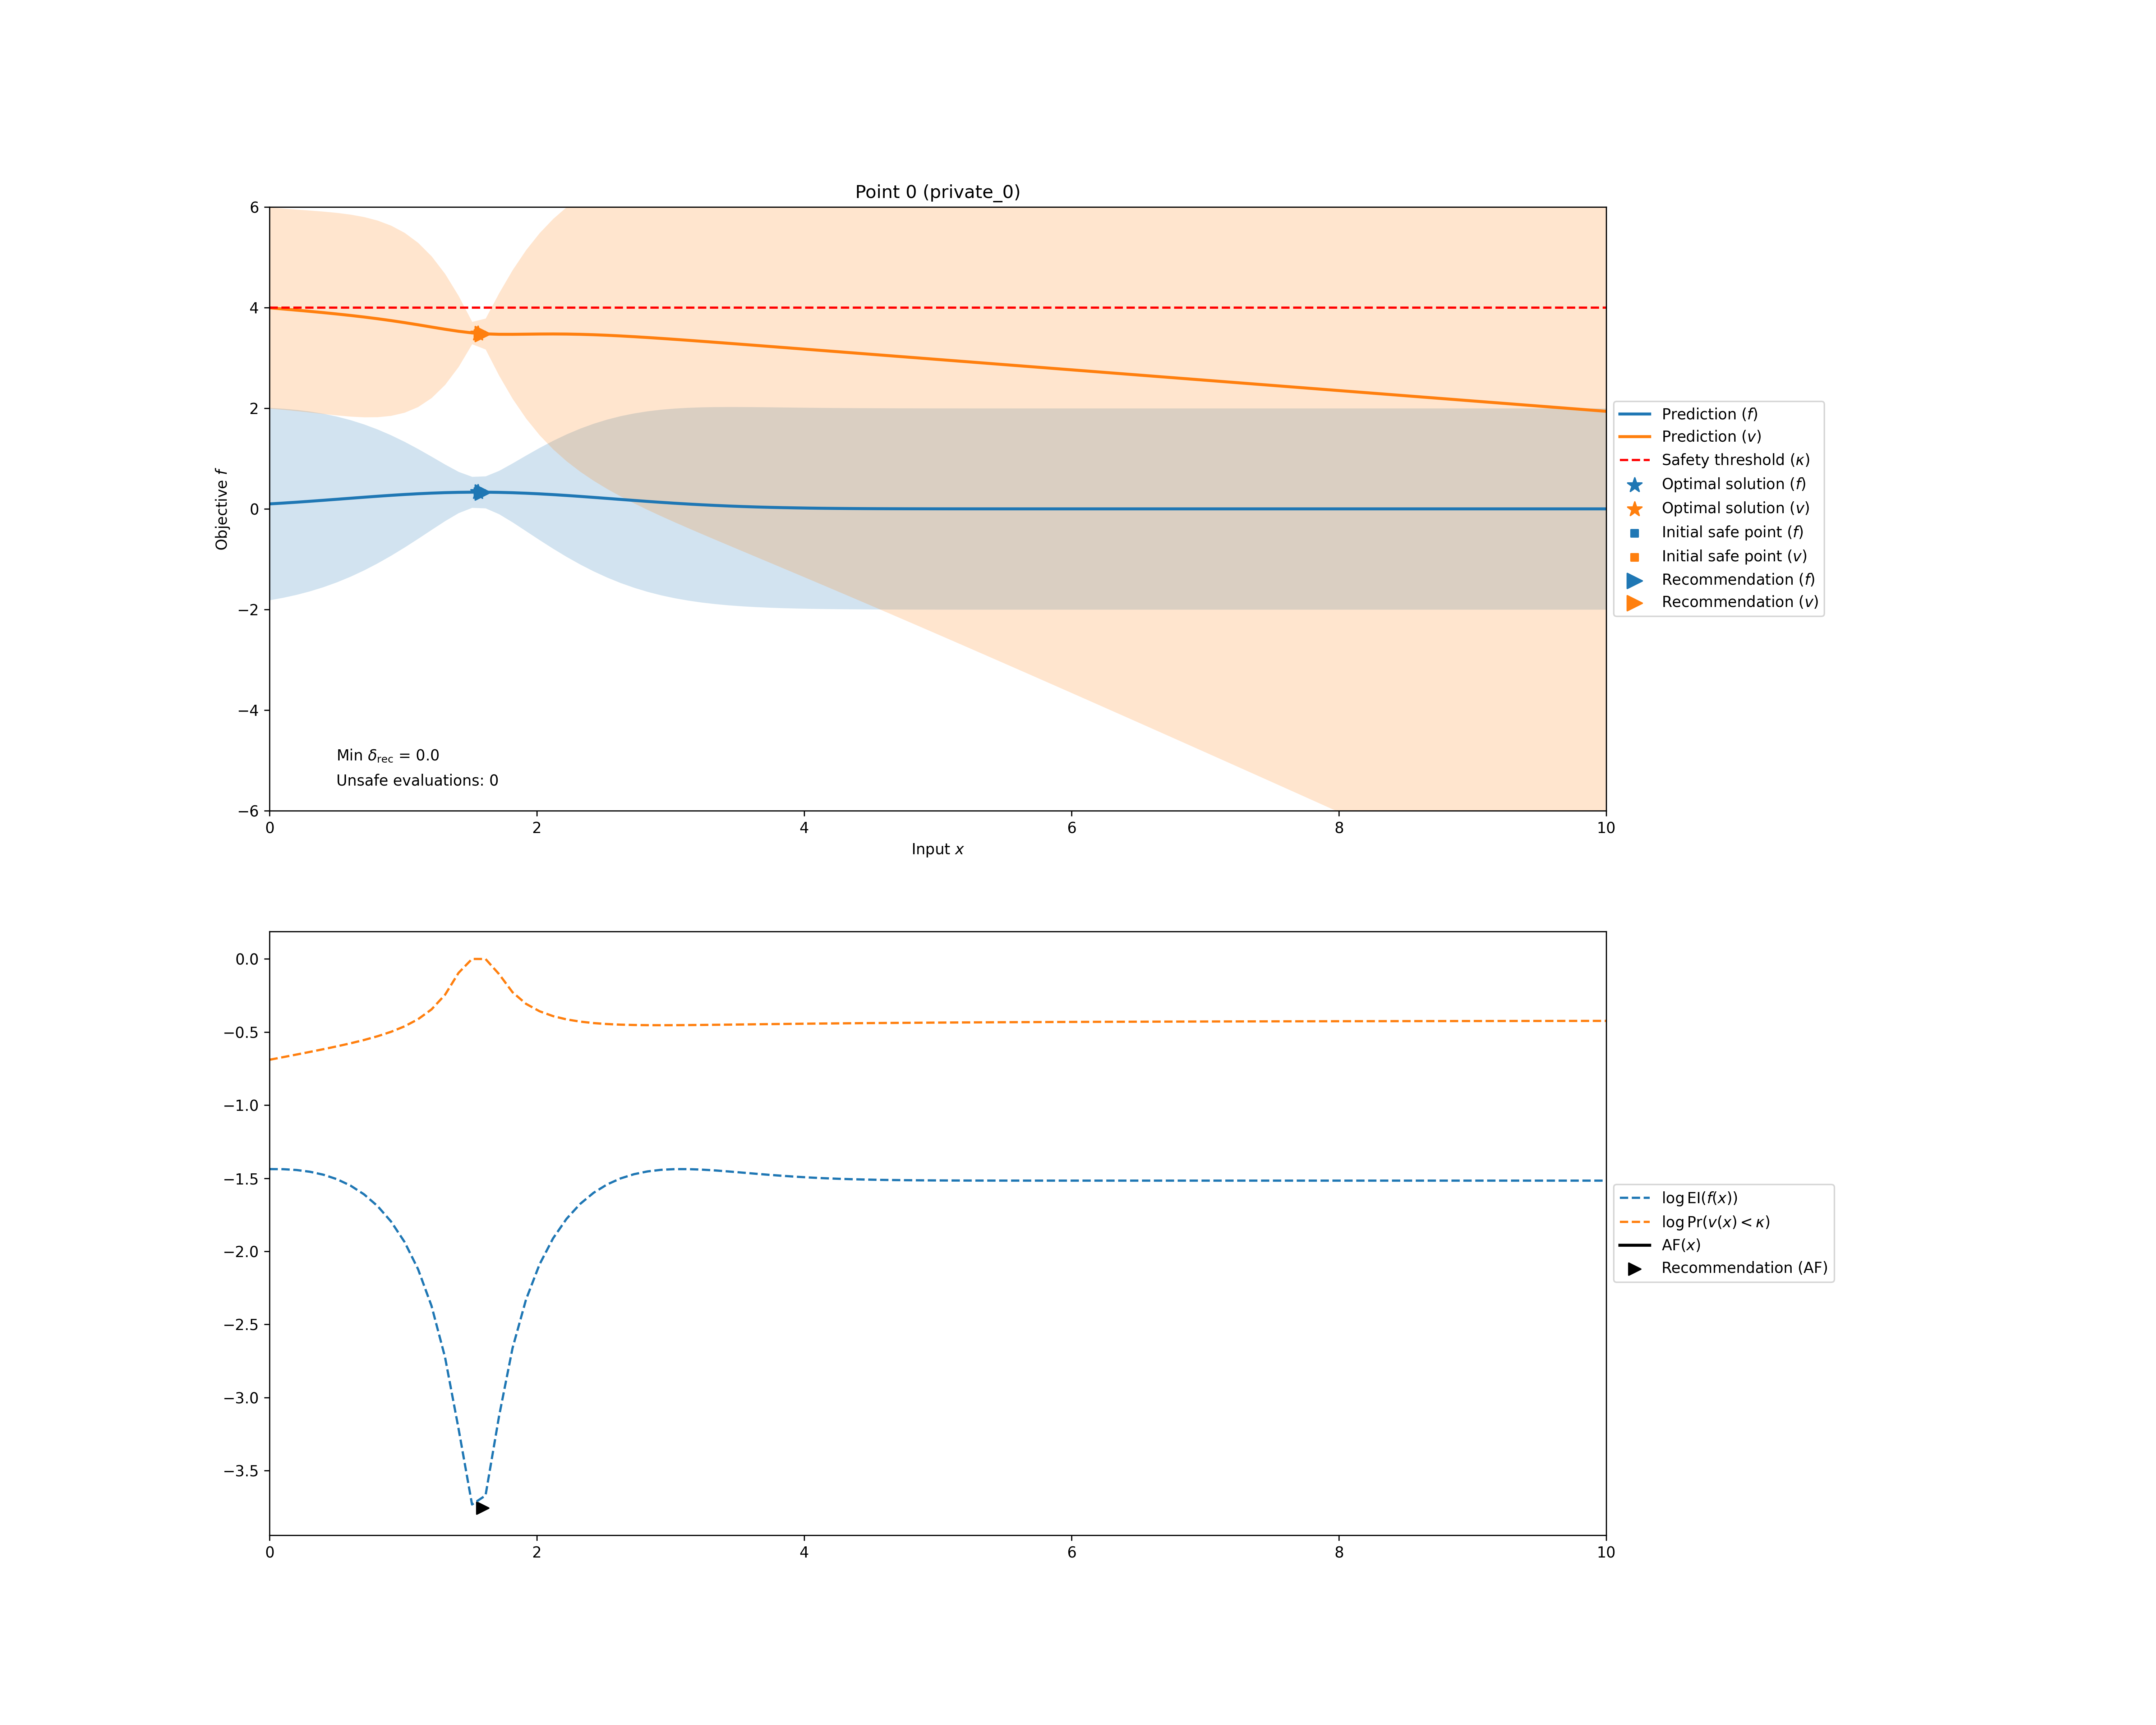 Point 0 (private_0)
6
4
2
0
−2
−4
−6
Objective f
Min δrec = 0.0
Unsafe evaluations: 0
0 2 4 6 8 10
Input x
Prediction (f)
Prediction (v)
Safety threshold (κ)
Optimal solution (f)
Optimal solution (v)
Initial safe point (f)
Initial safe point (v)
Recommendation (f)
Recommendation (v)
0.0
−0.5
−1.0
−1.5
−2.0
−2.5
−3.0
−3.5
0 2 4 6 8 10
log EI(f(x))
log Pr(v(x) < κ)
AF(x)
Recommendation (AF)